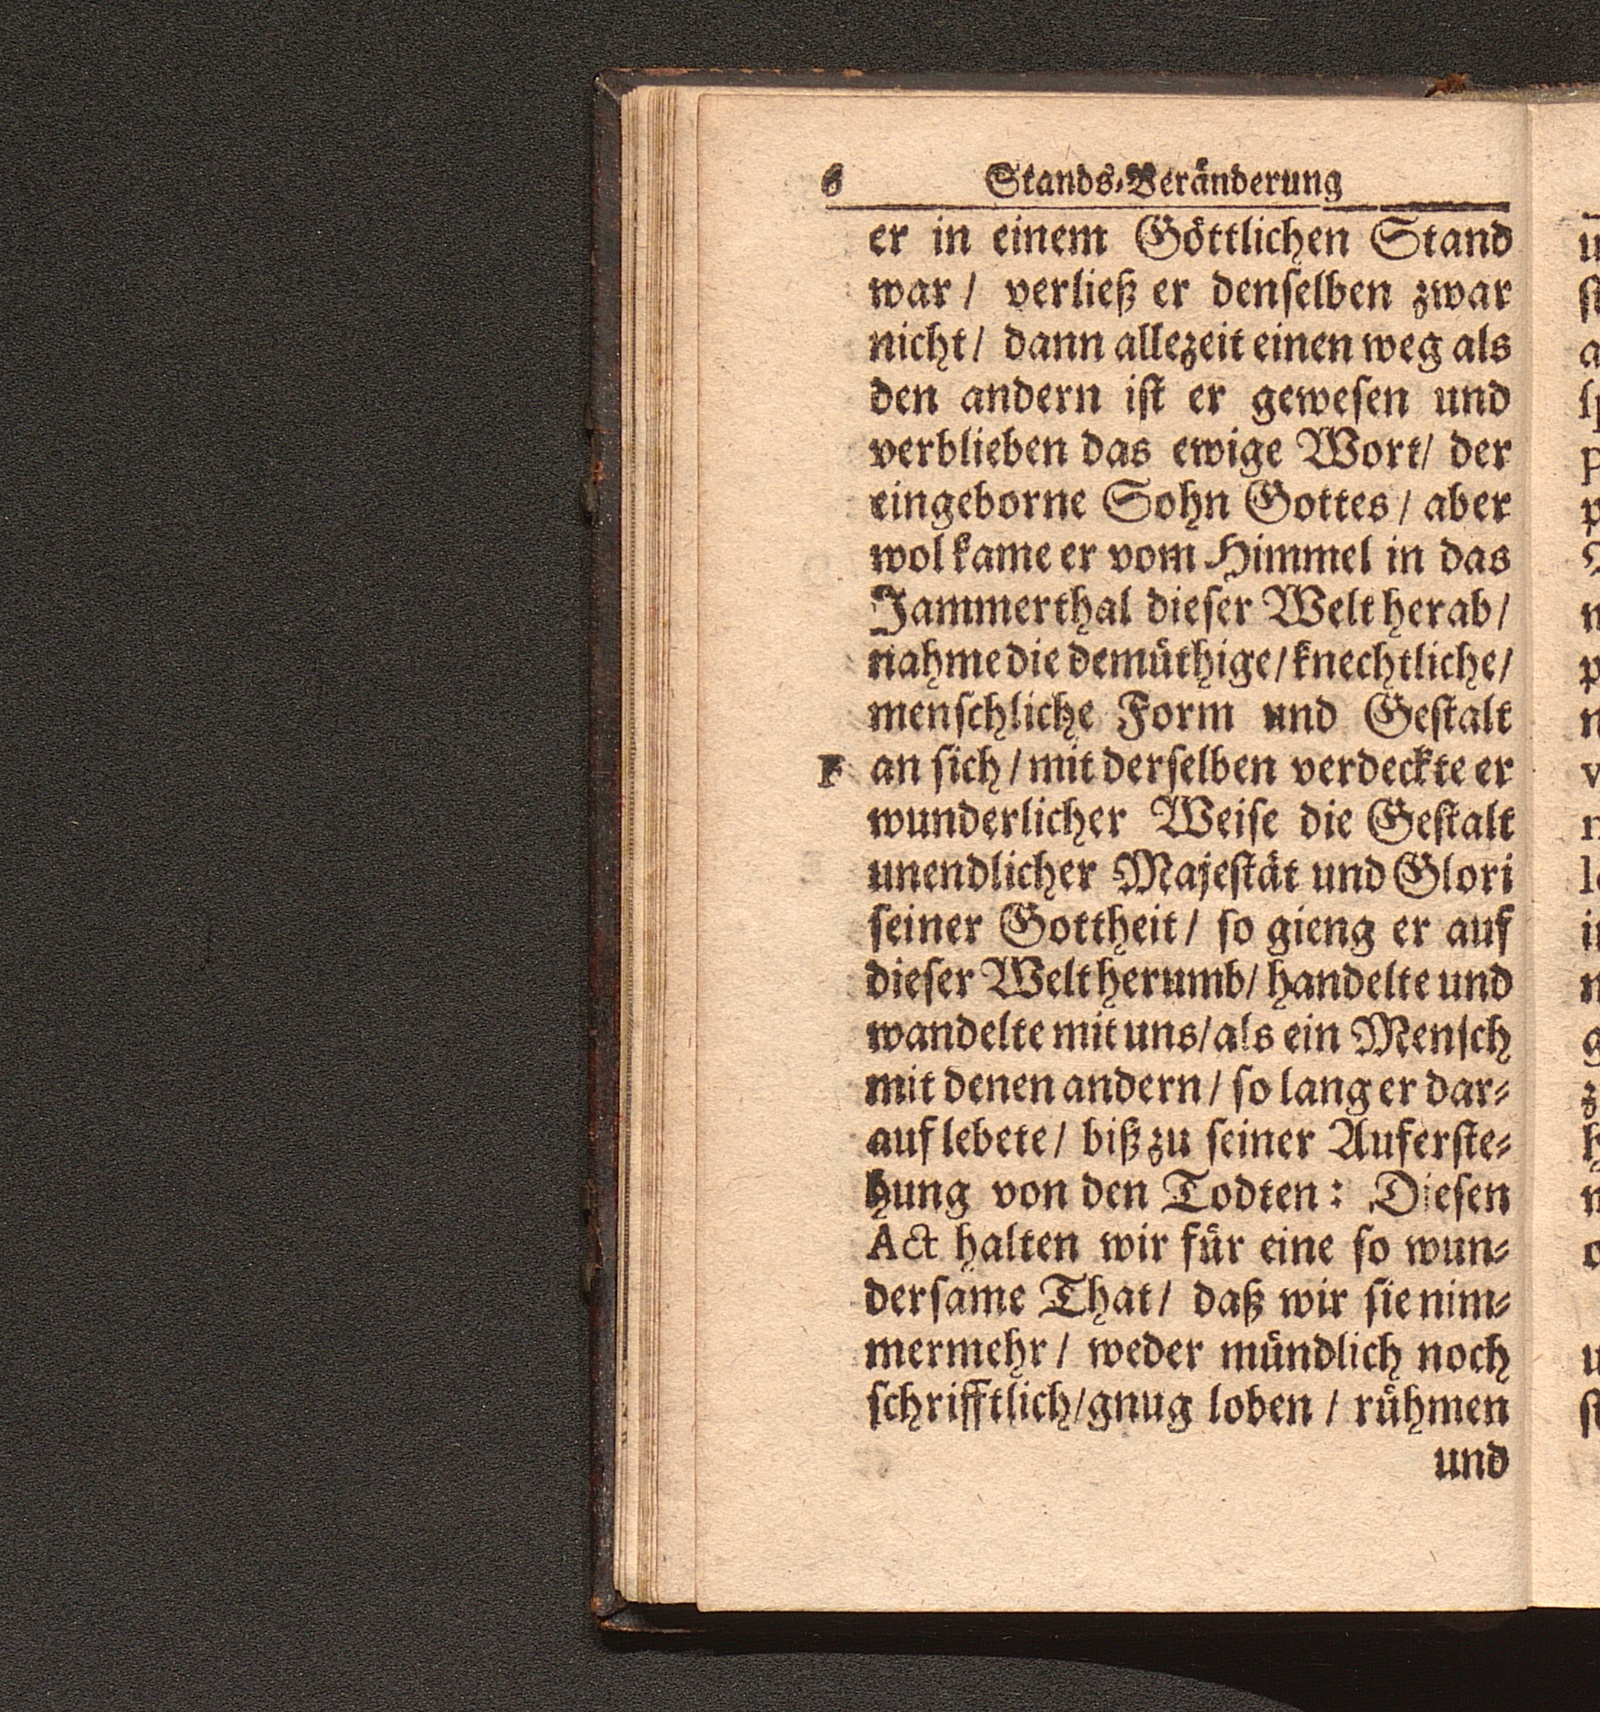 6 Stands-Veränderung
er in einem Göttlichen Stand
war / verließ er denselben zwar
nicht / dann allezeit einen weg als
den andern ist er gewesen und
verblieben das ewige Wort / der
eingeborne Sohn Gottes / aber
wol kame er vom Himmel in das
Jammerthal dieser Welt herab /
nahme die demüthige / knechtliche /
menschliche Form und Gestalt
F an sich / mit derselben verdeckte er
wunderlicher Weise die Gestalt
unendlicher Majestät und Glori
seiner Gottheit / so gieng er auf
dieser Welt herumb / handelte und
wandelte mit uns / als ein Mensch
mit denen andern / so lang er dar-
auf lebete / biß zu seiner Auferste-
hung von den Todten: Diesen
Act halten wir für eine so wun-
dersame That / daß wir sie nim-
mermehr / weder mündlich noch
schrifftlich / gnug loben / rühmen
und